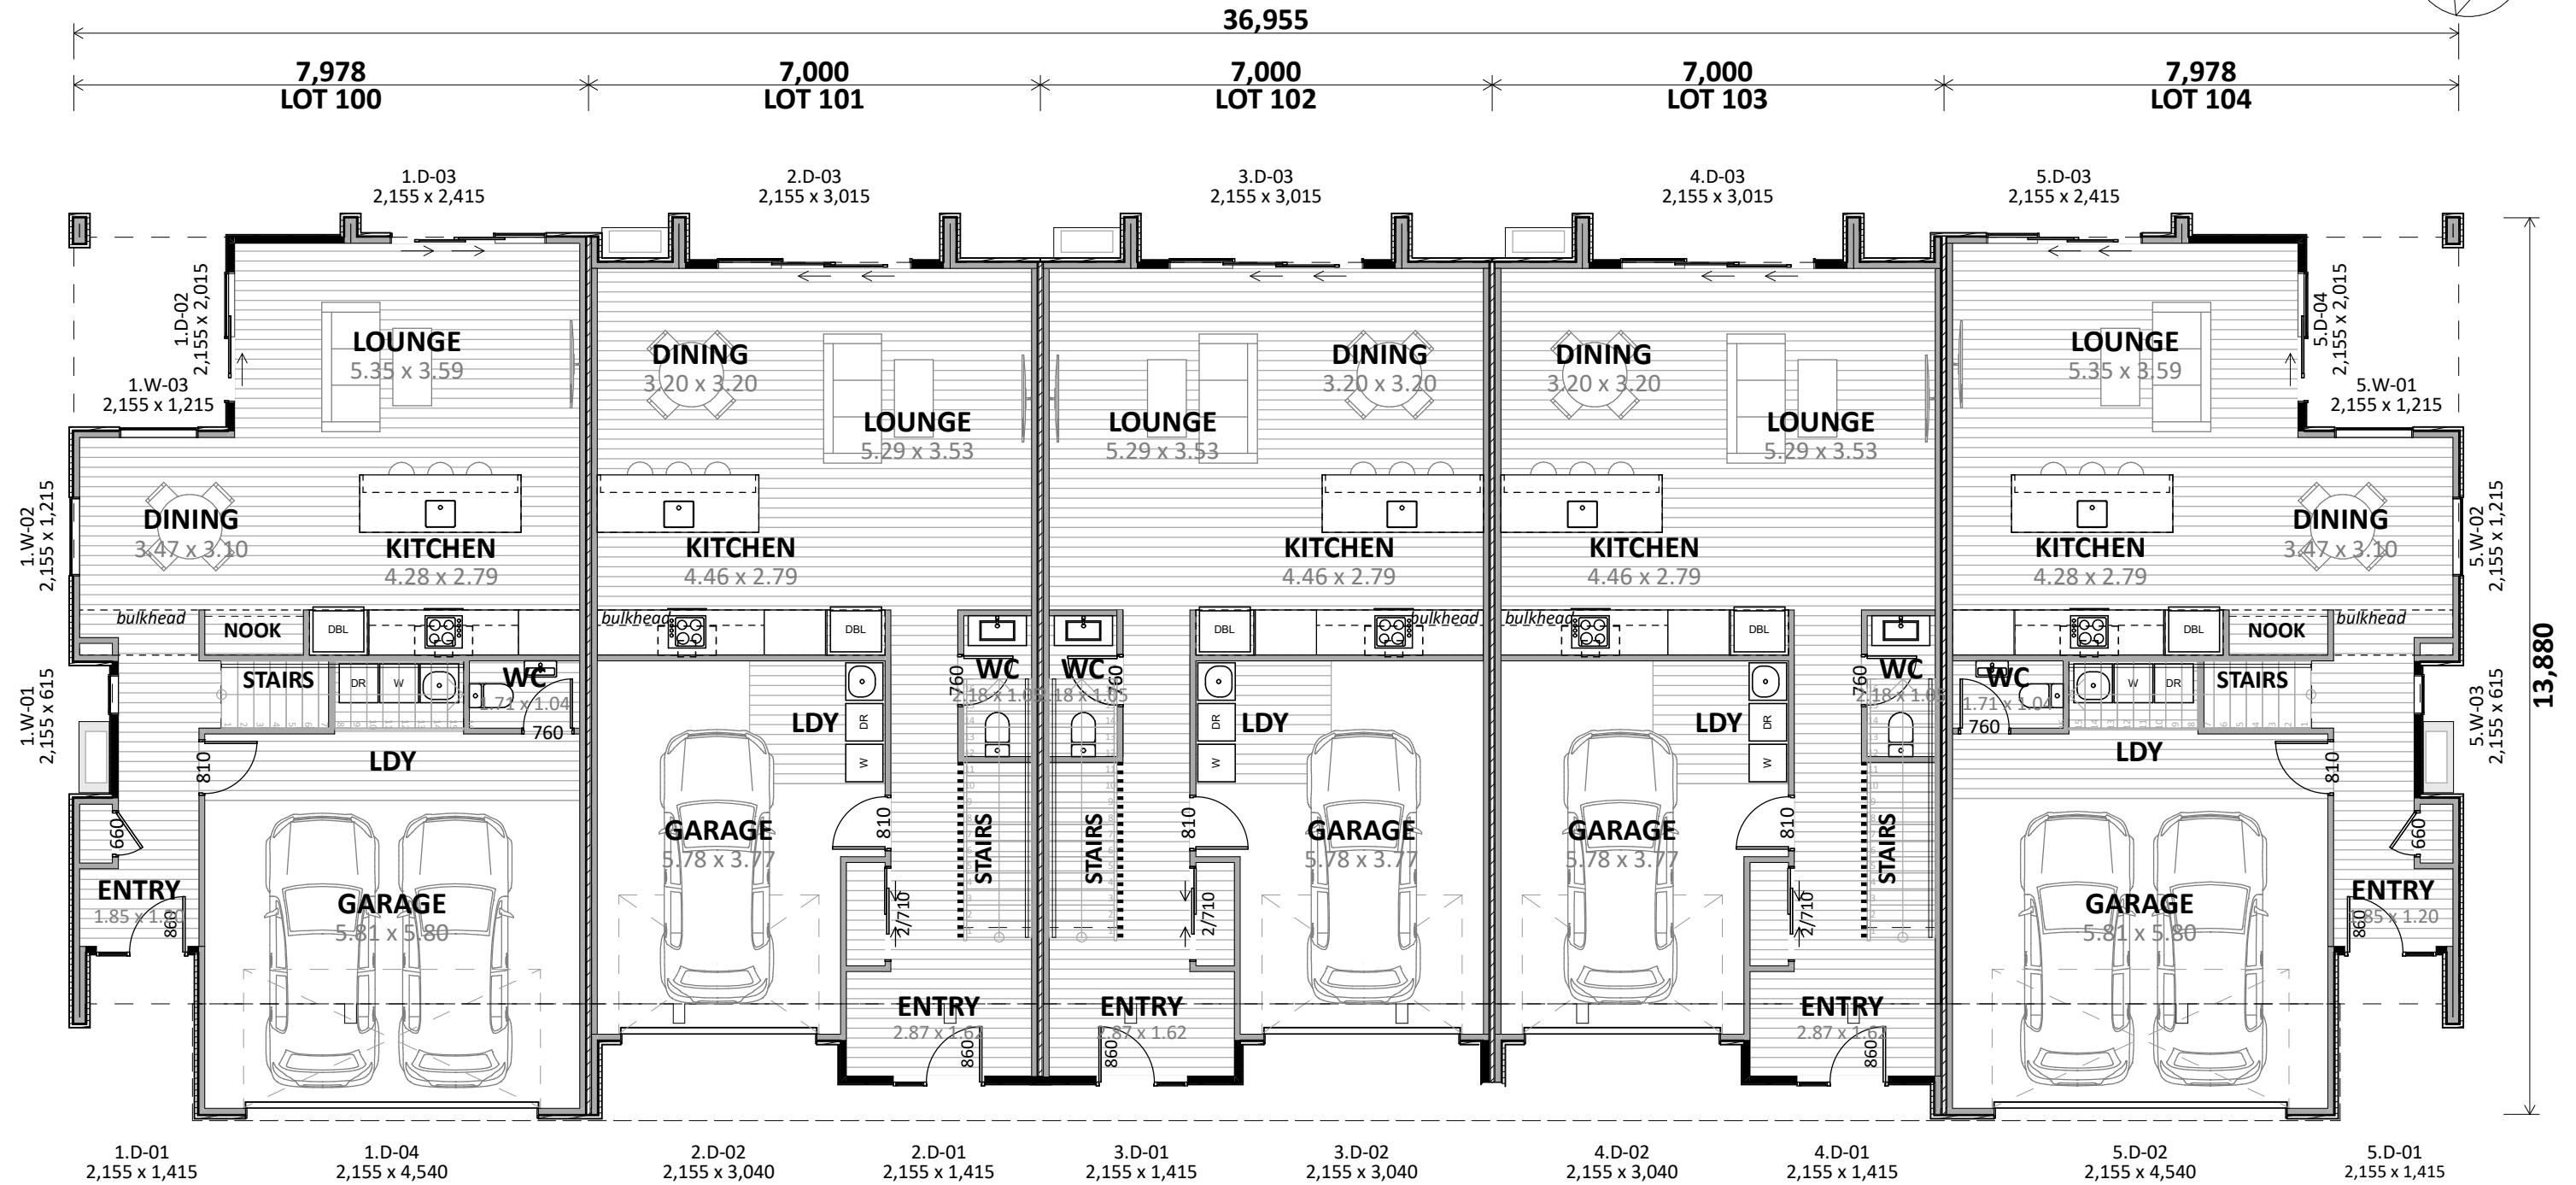 36,955
7,978
7,000
7,000
7,000
7,978
LOT 100
LOT 101
LOT 102
LOT 103
LOT 104
1.D-03
2,155 x 2,415
2.D-03
2,155 x 3,015
3.D-03
2,155 x 3,015
4.D-03
2,155 x 3,015
5.D-03
2,155 x 2,415
1.D-02
2,155 x 2,015
1.W-03
2,155 x 1,215
LOUNGE
5.35 x 3.59
DINING
3.20 x 3.20
LOUNGE
5.29 x 3.53
LOUNGE
5.29 x 3.53
DINING
3.20 x 3.20
DINING
3.20 x 3.20
LOUNGE
5.29 x 3.53
LOUNGE
5.35 x 3.59
5.D-04
2,155 x 2,015
5.W-01
2,155 x 1,215
1.W-02
2,155 x 1,215
DINING
3.47 x 3.10
KITCHEN
4.28 x 2.79
KITCHEN
4.46 x 2.79
KITCHEN
4.46 x 2.79
KITCHEN
4.46 x 2.79
KITCHEN
4.28 x 2.79
DINING
3.47 x 3.10
5.W-02
2,155 x 1,215
13,880
bulkhead
NOOK
DBL
bulkhead
DBL
DBL
bulkhead
bulkhead
DBL
DBL
NOOK
bulkhead
1.W-01
2,155 x 615
STAIRS
DR
W
WC
1.71 x 1.04
760
LDY
810
LDY
DR
W
760
WC
WC
760
DR
W
LDY
LDY
DR
W
760
WC
WC
1.71 x 1.04
760
W
DR
STAIRS
LDY
810
5.W-03
2,155 x 615
660
ENTRY
860
GARAGE
5.81 x 5.80
GARAGE
5.78 x 3.77
810
STAIRS
2/710
STAIRS
810
2/710
GARAGE
5.78 x 3.77
GARAGE
5.78 x 3.77
810
2/710
STAIRS
GARAGE
5.81 x 5.80
660
ENTRY
1.85 x 1.20
860
ENTRY
2.87 x 1.62
860
ENTRY
2.87 x 1.62
860
ENTRY
2.87 x 1.62
860
1.D-01
2,155 x 1,415
1.D-04
2,155 x 4,540
2.D-02
2,155 x 3,040
2.D-01
2,155 x 1,415
3.D-01
2,155 x 1,415
3.D-02
2,155 x 3,040
4.D-02
2,155 x 3,040
4.D-01
2,155 x 1,415
5.D-02
2,155 x 4,540
5.D-01
2,155 x 1,415